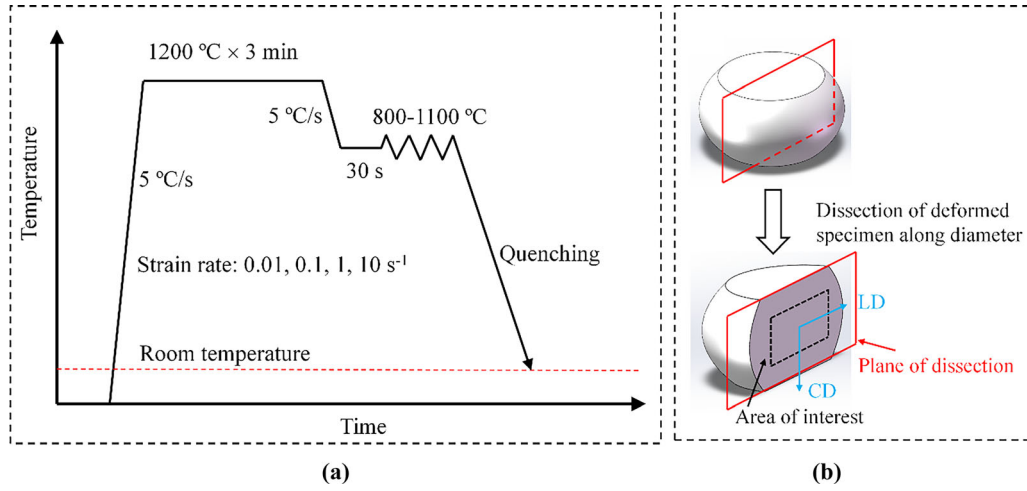 1200 ºC × 3 min
5 ºC/s
800-1100 ºC
30 s
5 ºC/s
Strain rate: 0.01, 0.1, 1, 10 s⁻¹
Quenching
Room temperature
Temperature
Time
(a)
Dissection of deformed
specimen along diameter
LD
Plane of dissection
CD
Area of interest
(b)